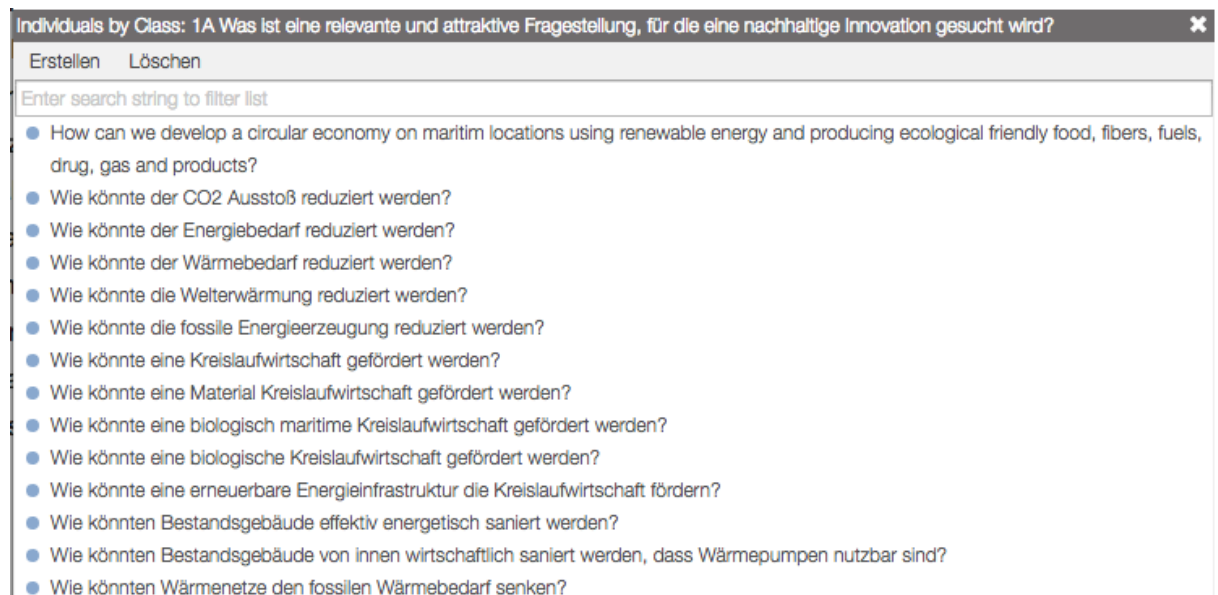 Individuals by Class: 1A Was ist eine relevante und attraktive Fragestellung, für die eine nachhaltige Innovation gesucht wird?
Erstellen Löschen
Enter search string to filter list
How can we develop a circular economy on maritim locations using renewable energy and producing ecological friendly food, fibers, fuels,
drug, gas and products?
Wie könnte der CO2 Ausstoß reduziert werden?
Wie könnte der Energiebedarf reduziert werden?
Wie könnte der Wärmebedarf reduziert werden?
Wie könnte die Welterwärmung reduziert werden?
Wie könnte die fossile Energieerzeugung reduziert werden?
Wie könnte eine Kreislaufwirtschaft gefördert werden?
Wie könnte eine Material Kreislaufwirtschaft gefördert werden?
Wie könnte eine biologisch maritime Kreislaufwirtschaft gefördert werden?
Wie könnte eine biologische Kreislaufwirtschaft gefördert werden?
Wie könnte eine erneuerbare Energieinfrastruktur die Kreislaufwirtschaft fördern?
Wie könnten Bestandsgebäude effektiv energetisch saniert werden?
Wie könnten Bestandsgebäude von innen wirtschaftlich saniert werden, dass Wärmepumpen nutzbar sind?
Wie könnten Wärmenetze den fossilen Wärmebedarf senken?